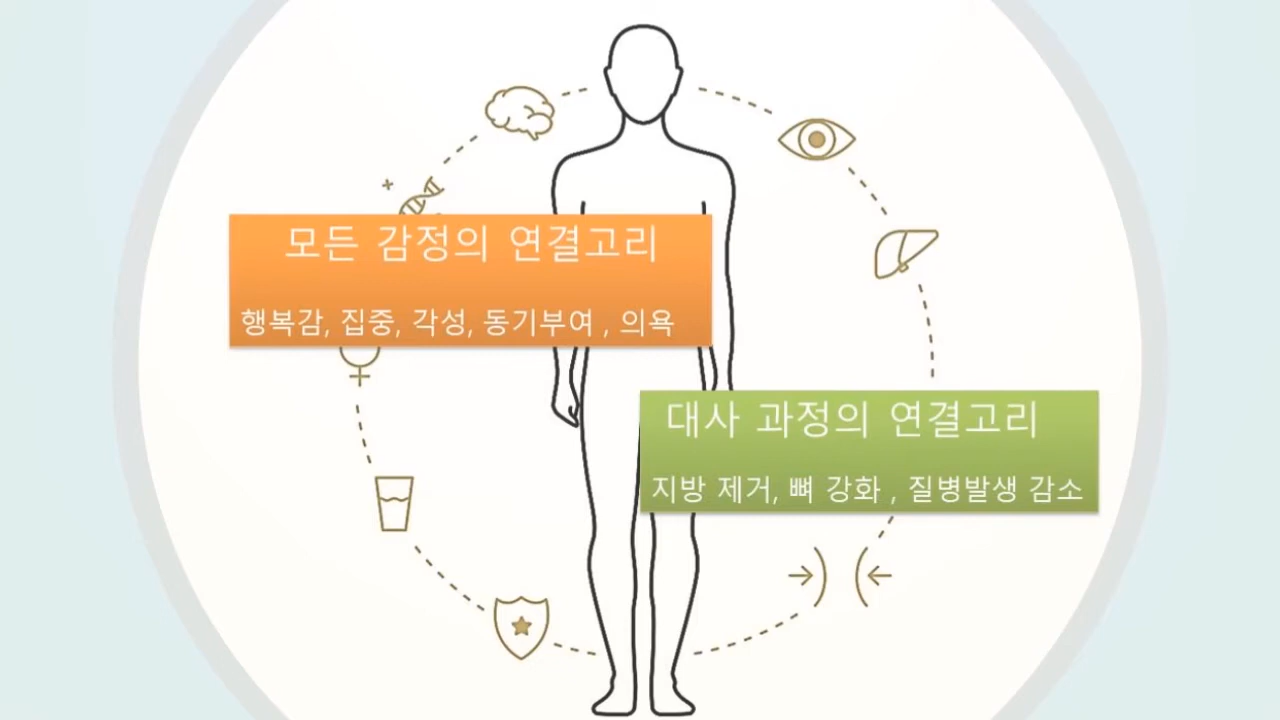 모든 감정의 연결고리
행복감, 집중, 각성, 동기부여 , 의욕
대사 과정의 연결고리
지방 제거, 뼈 강화 , 질병발생 감소